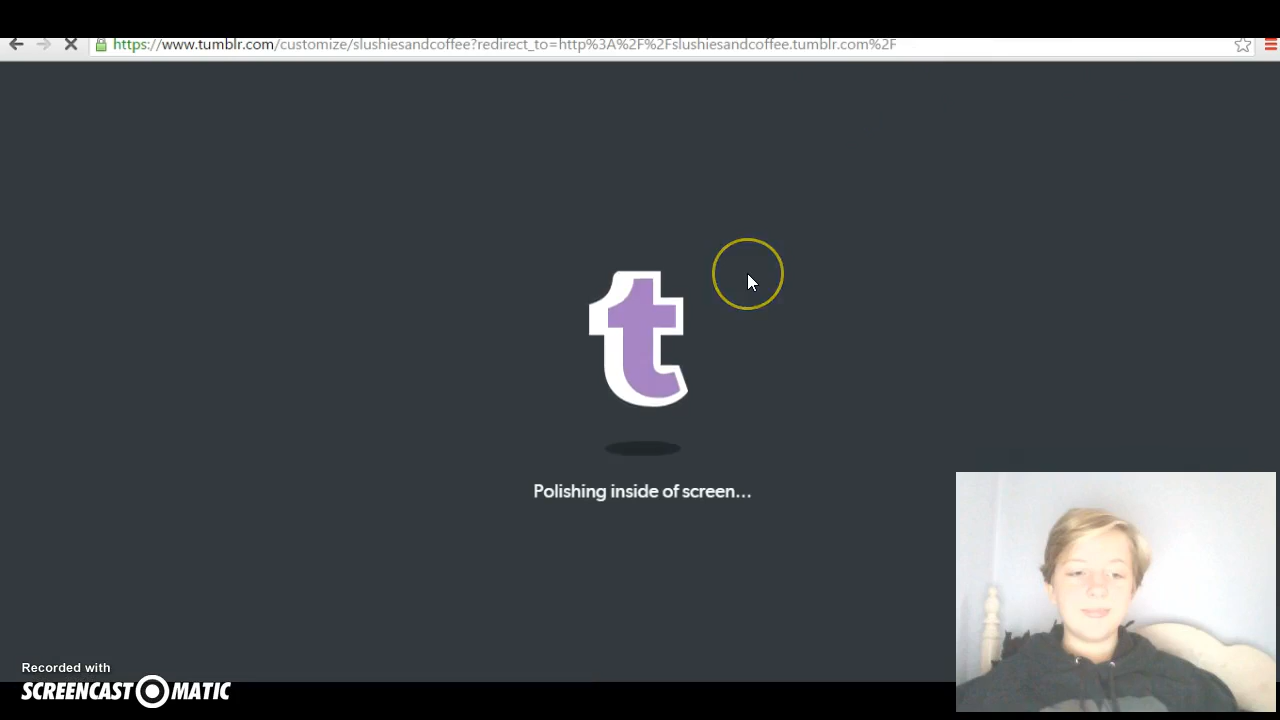 https://www.tumblr.com/customize/slushiesandcoffee?redirect_to=http%3A%2F%2Fslushiesandcoffee.tumblr.com%2F
t
Polishing inside of screen...
Recorded with
SCREENCAST-O-MATIC